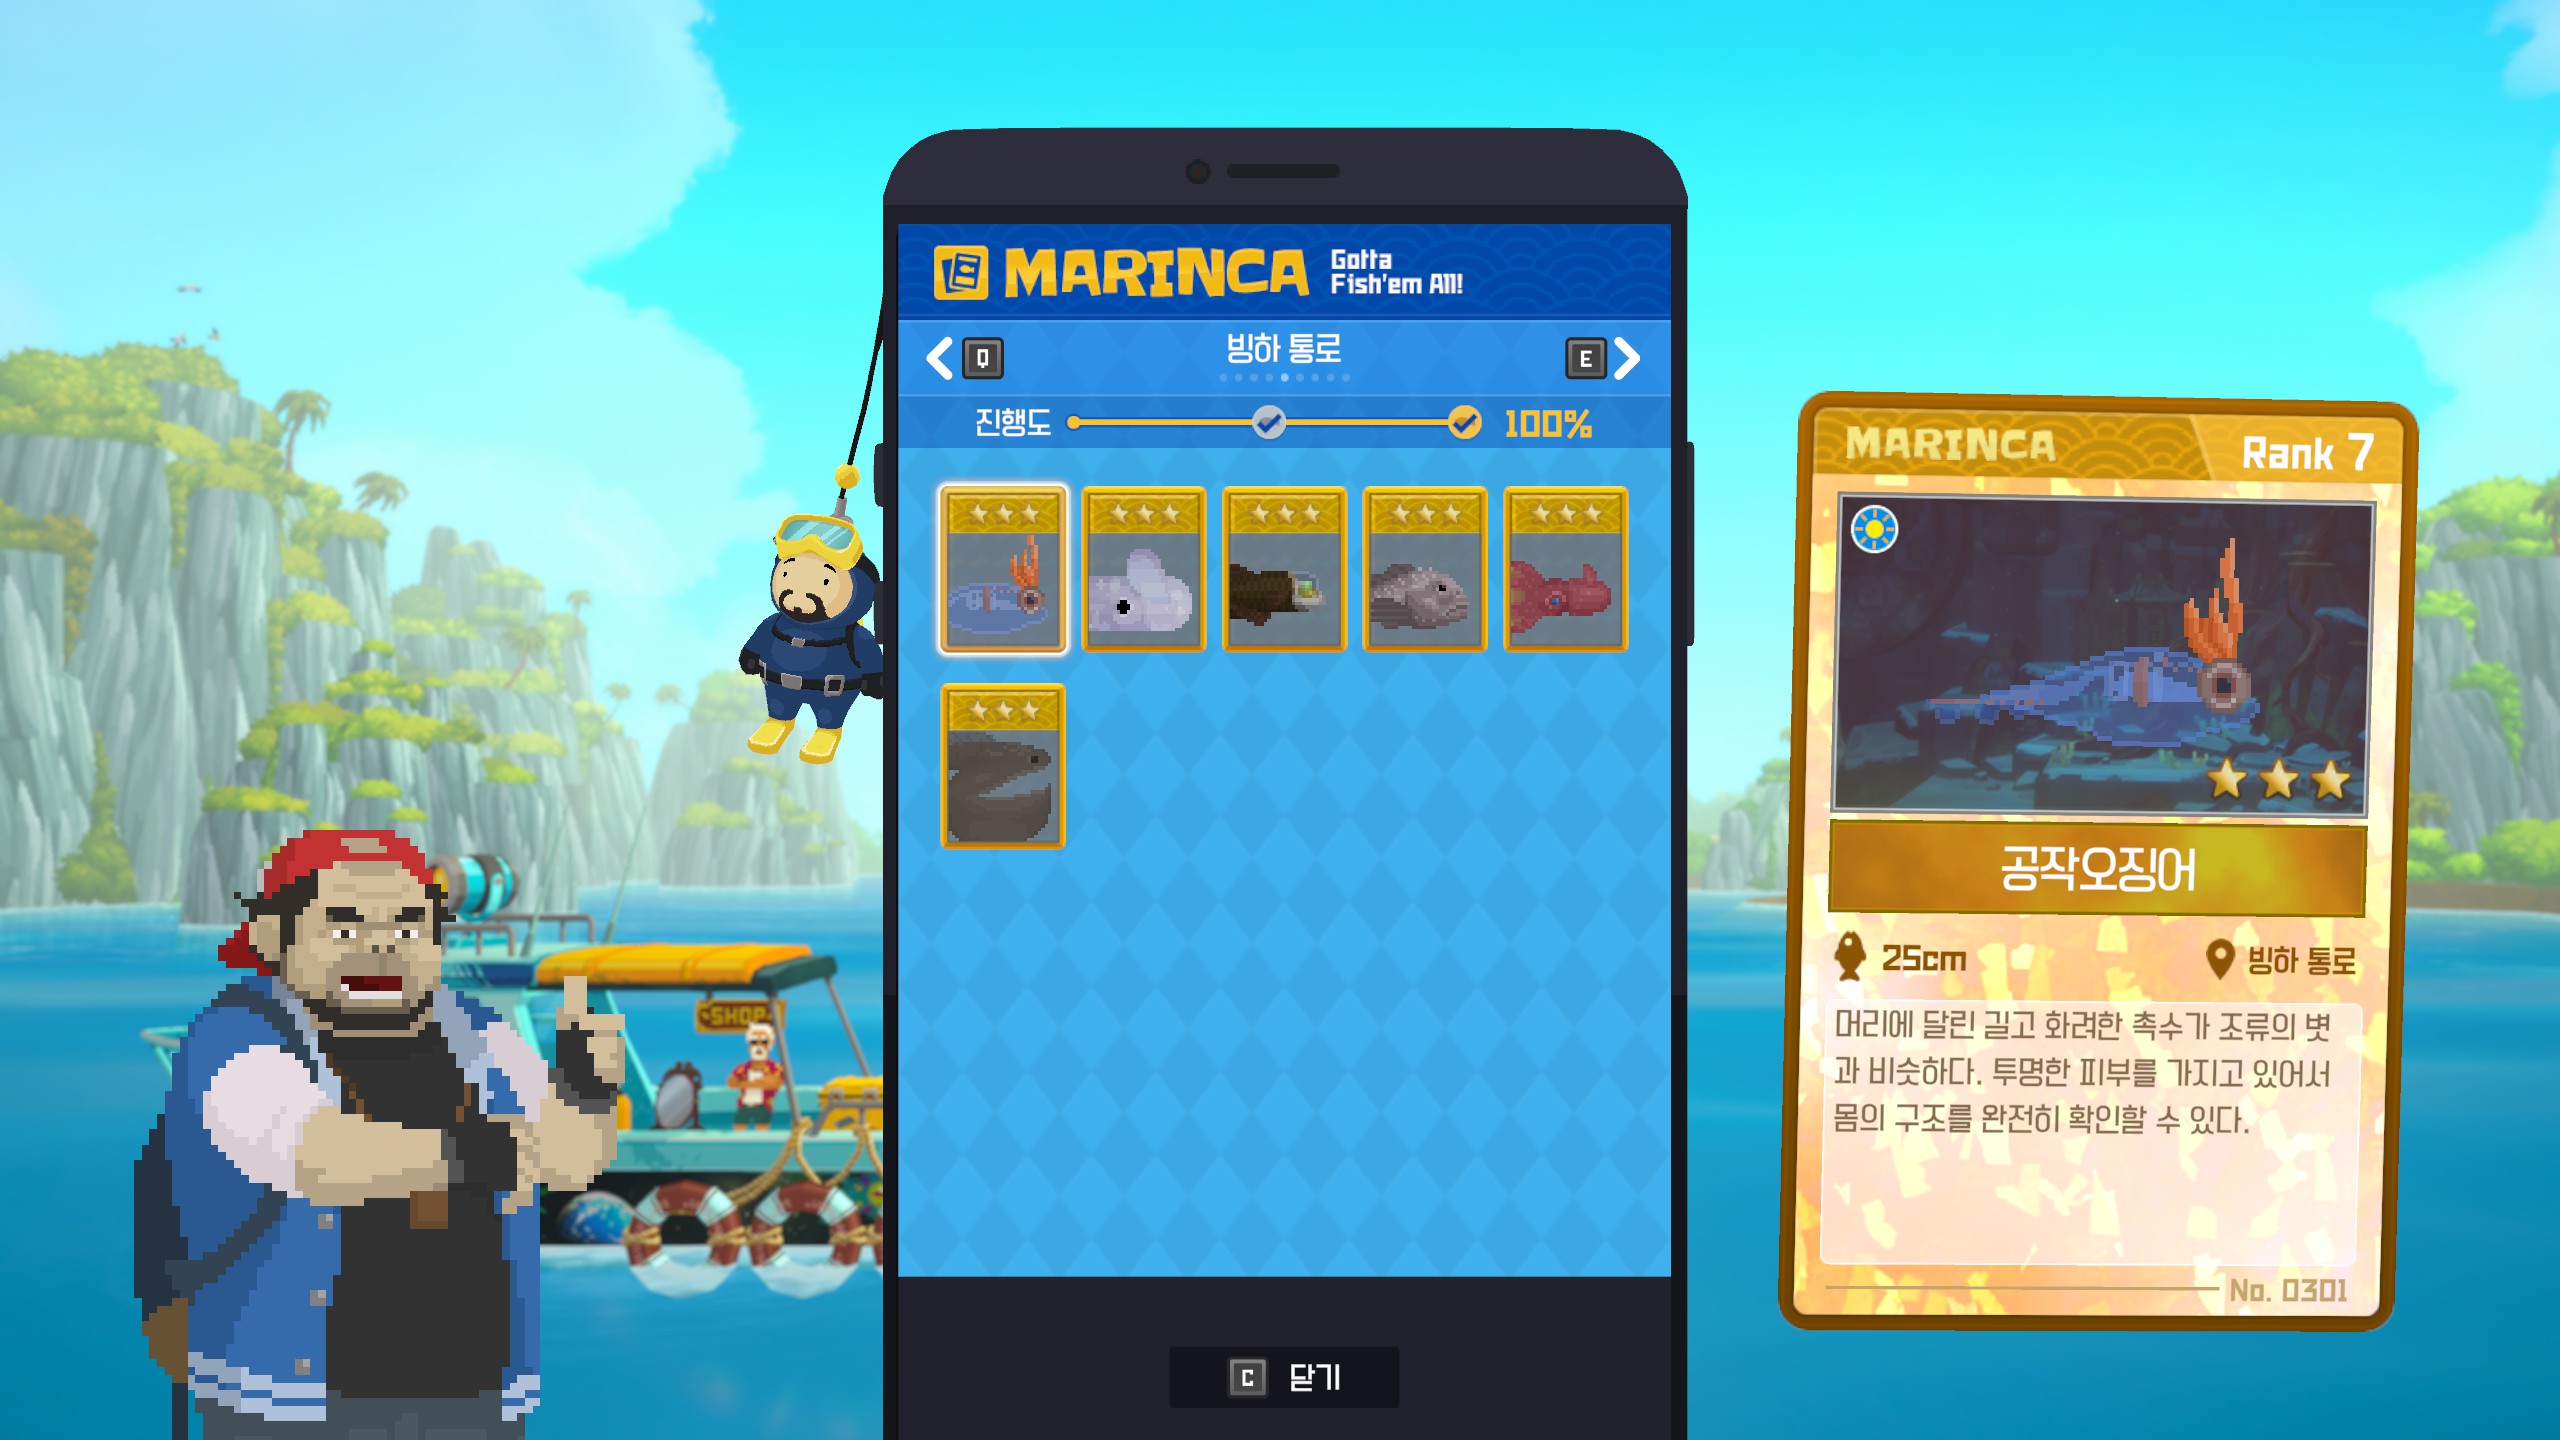 MARINCA
Gotta
Fish'em All!
Q
빙하 통로
E
진행도
100%
C 닫기
SHOP
MARINCA
Rank 7
공작오징어
25cm
빙하 통로
머리에 달린 길고 화려한 촉수가 조류의 볏
과 비슷하다. 투명한 피부를 가지고 있어서
몸의 구조를 완전히 확인할 수 있다.
No. 0301